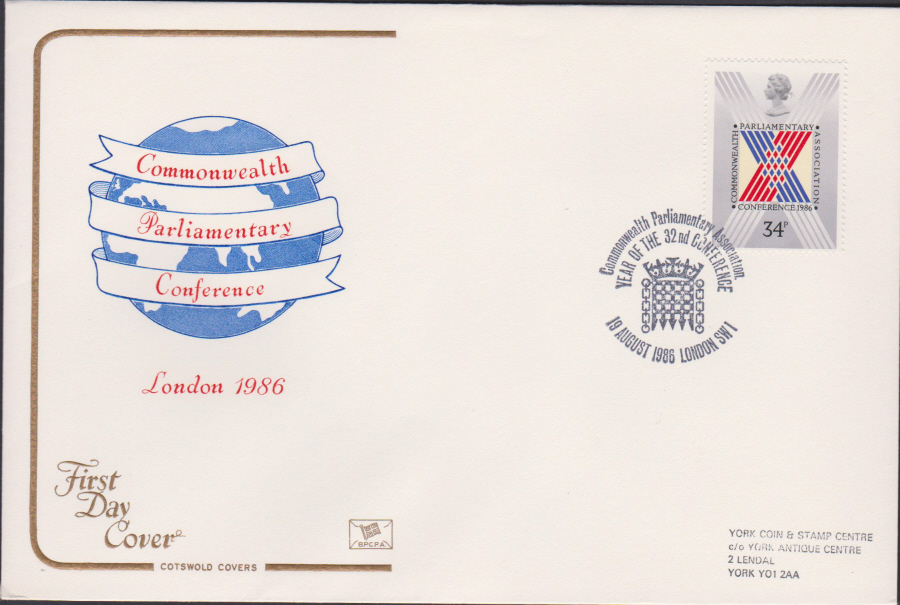 Commonwealth
Parliamentary
Conference
London 1986
First
Day
Cover
COTSWOLD COVERS
BPCPA
PARLIAMENTARY
COMMONWEALTH
ASSOCIATION
CONFERENCE 1986
34P
Commonwealth Parliamentary Association.
YEAR OF THE 32nd CONFERENCE
19 AUGUST 1986 LONDON SW1
YORK COIN & STAMP CENTRE
c/o YORK ANTIQUE CENTRE
2 LENDAL
YORK YO1 2AA